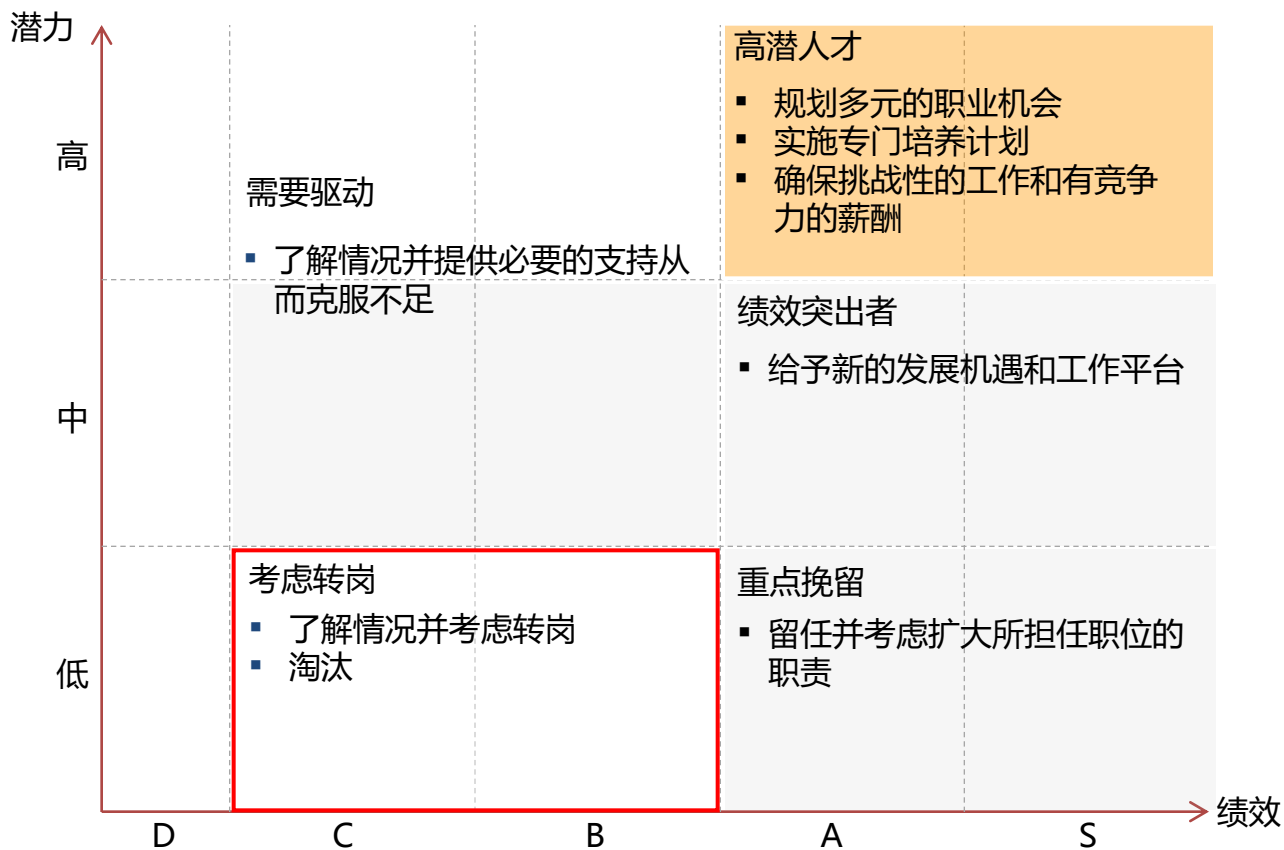 潜力
高
中
低
高潜人才
▪ 规划多元的职业机会
▪ 实施专门培养计划
▪ 确保挑战性的工作和有竞争
力的薪酬
需要驱动
▪ 了解情况并提供必要的支持从
而克服不足
绩效突出者
▪ 给予新的发展机遇和工作平台
考虑转岗
▪ 了解情况并考虑转岗
▪ 淘汰
重点挽留
▪ 留任并考虑扩大所担任职位的
职责
D
C
B
A
S
绩效